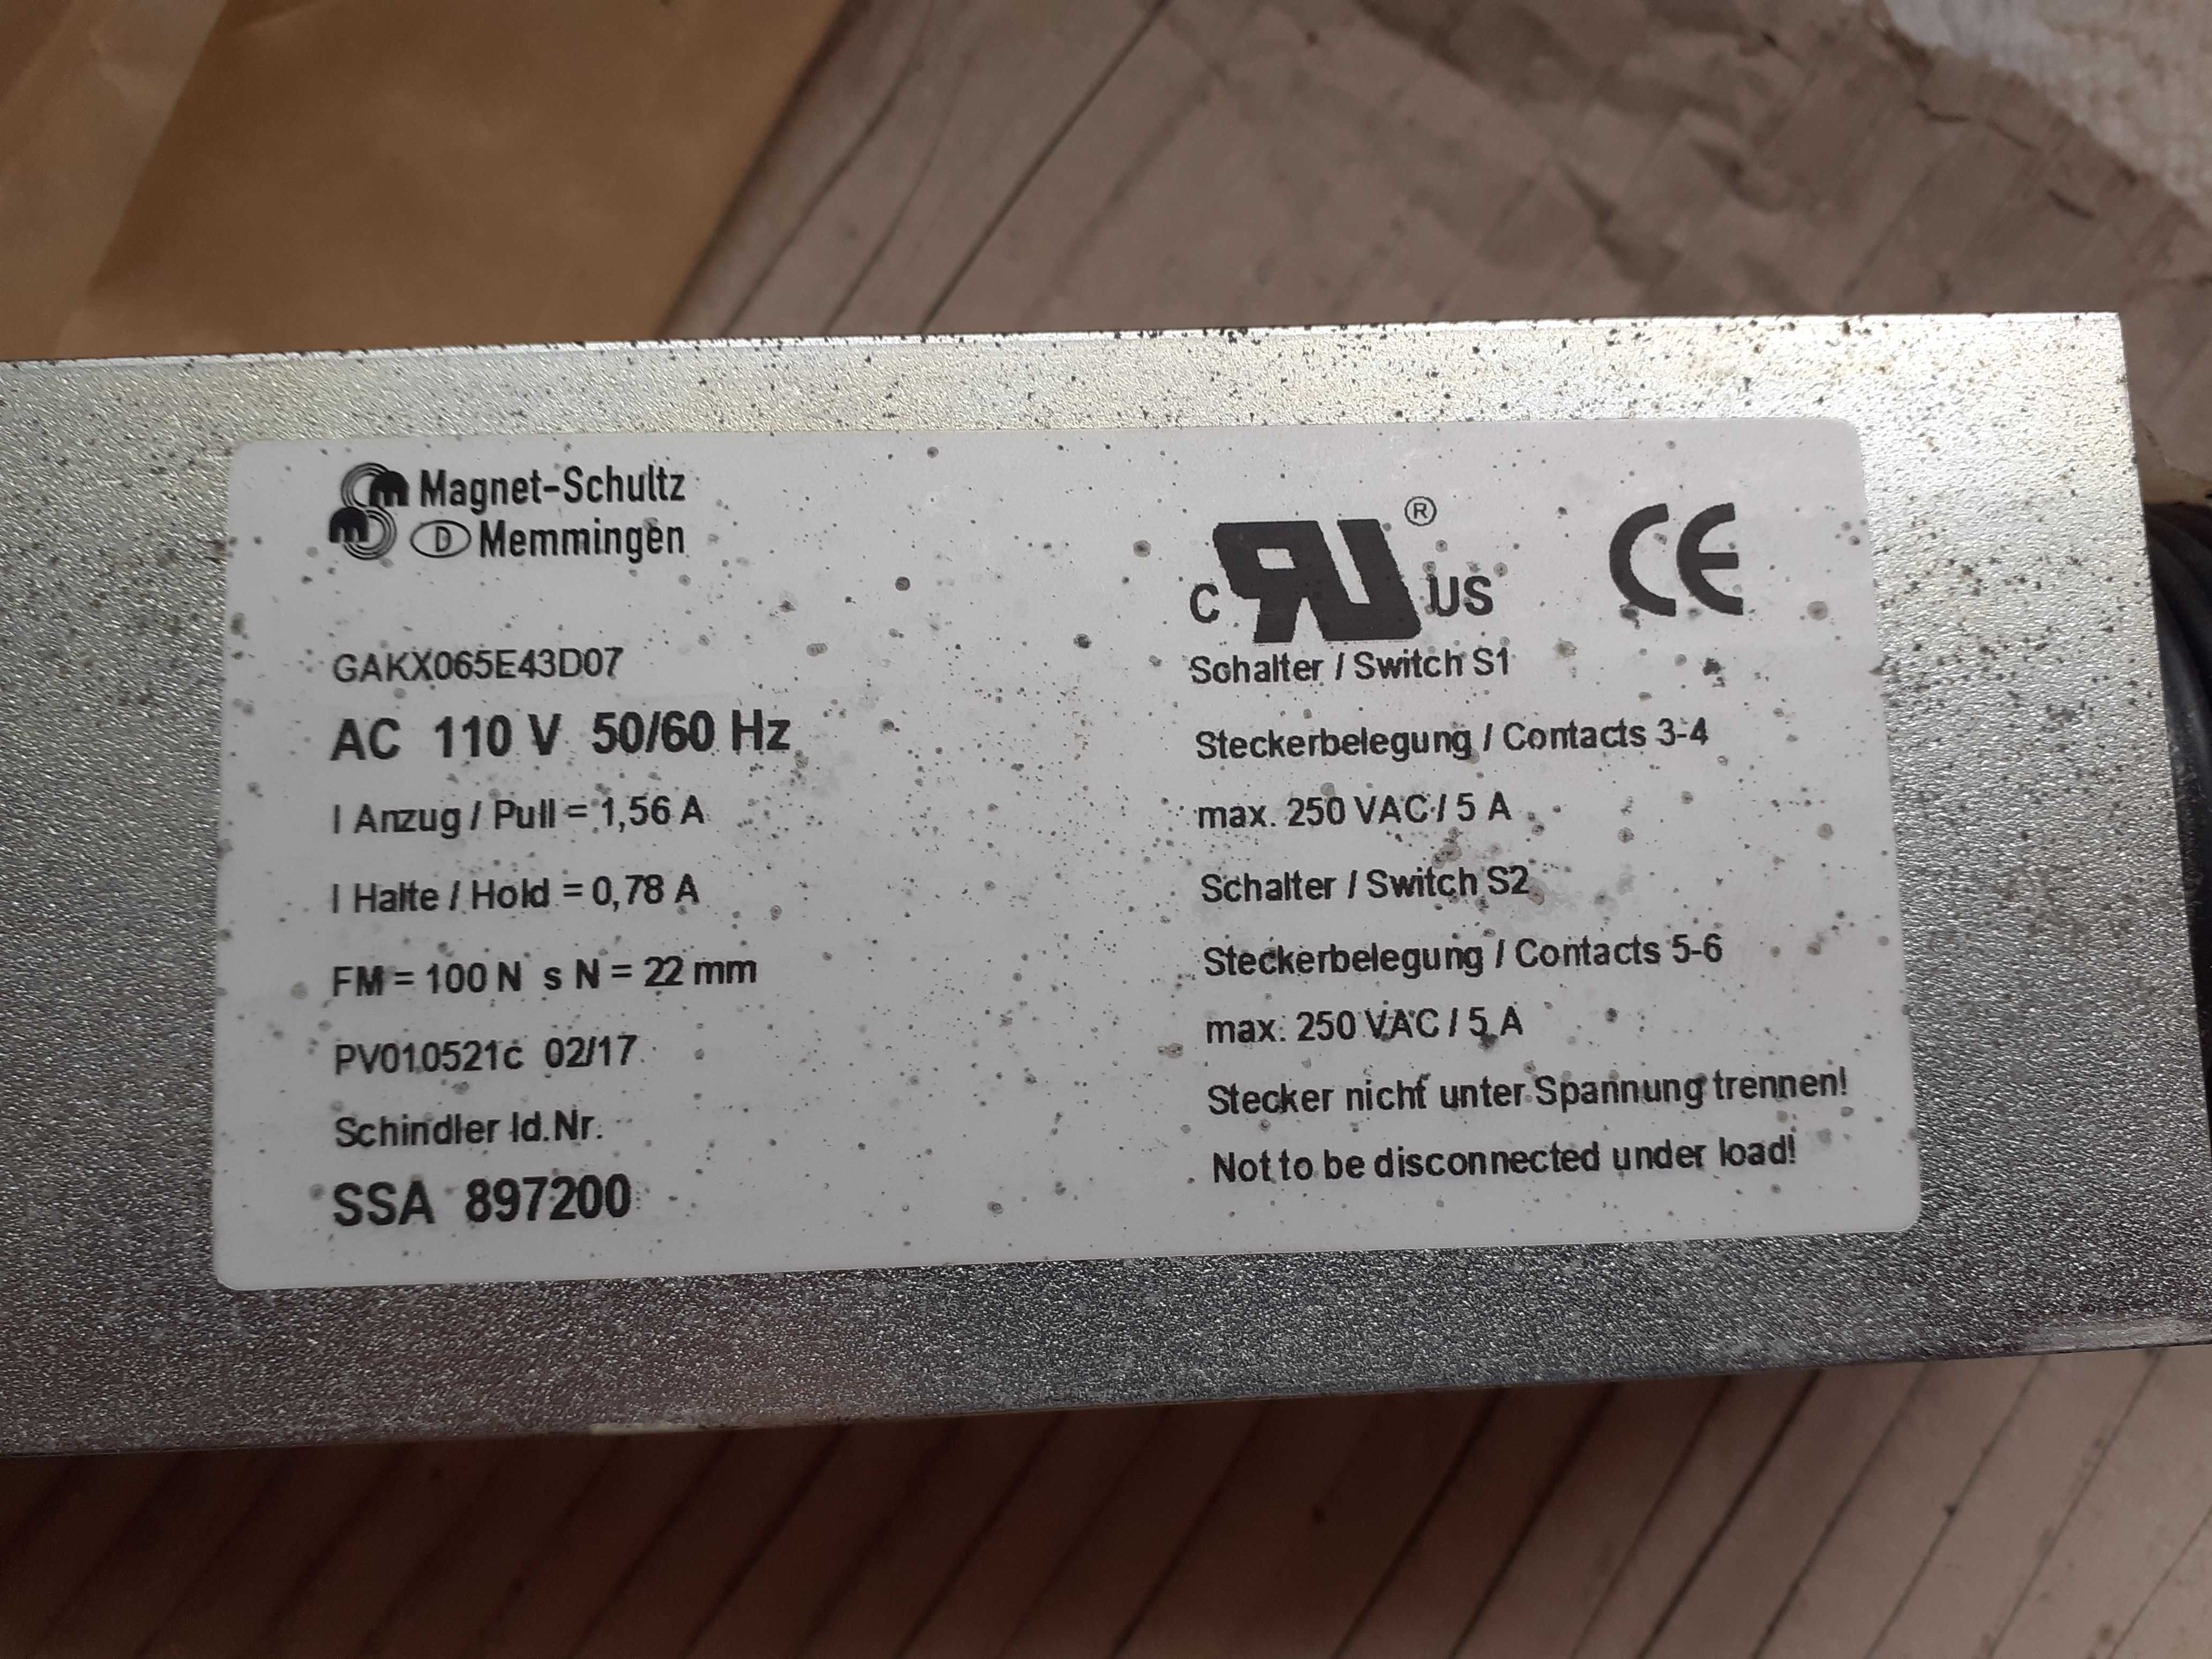 Magnet-Schultz
D Memmingen
GAKX065E43D07
AC 110 V 50/60 Hz
I Anzug / Pull = 1,56 A
I Halte / Hold = 0,78 A
FM = 100 N s N = 22 mm
PV010521c 02/17
Schindler Id.Nr.
SSA 897200
c RU ® US CE
Schalter / Switch S1
Steckerbelegung / Contacts 3-4
max. 250 VAC / 5 A
Schalter / Switch S2
Steckerbelegung / Contacts 5-6
max. 250 VAC / 5 A
Stecker nicht unter Spannung trennen!
Not to be disconnected under load!